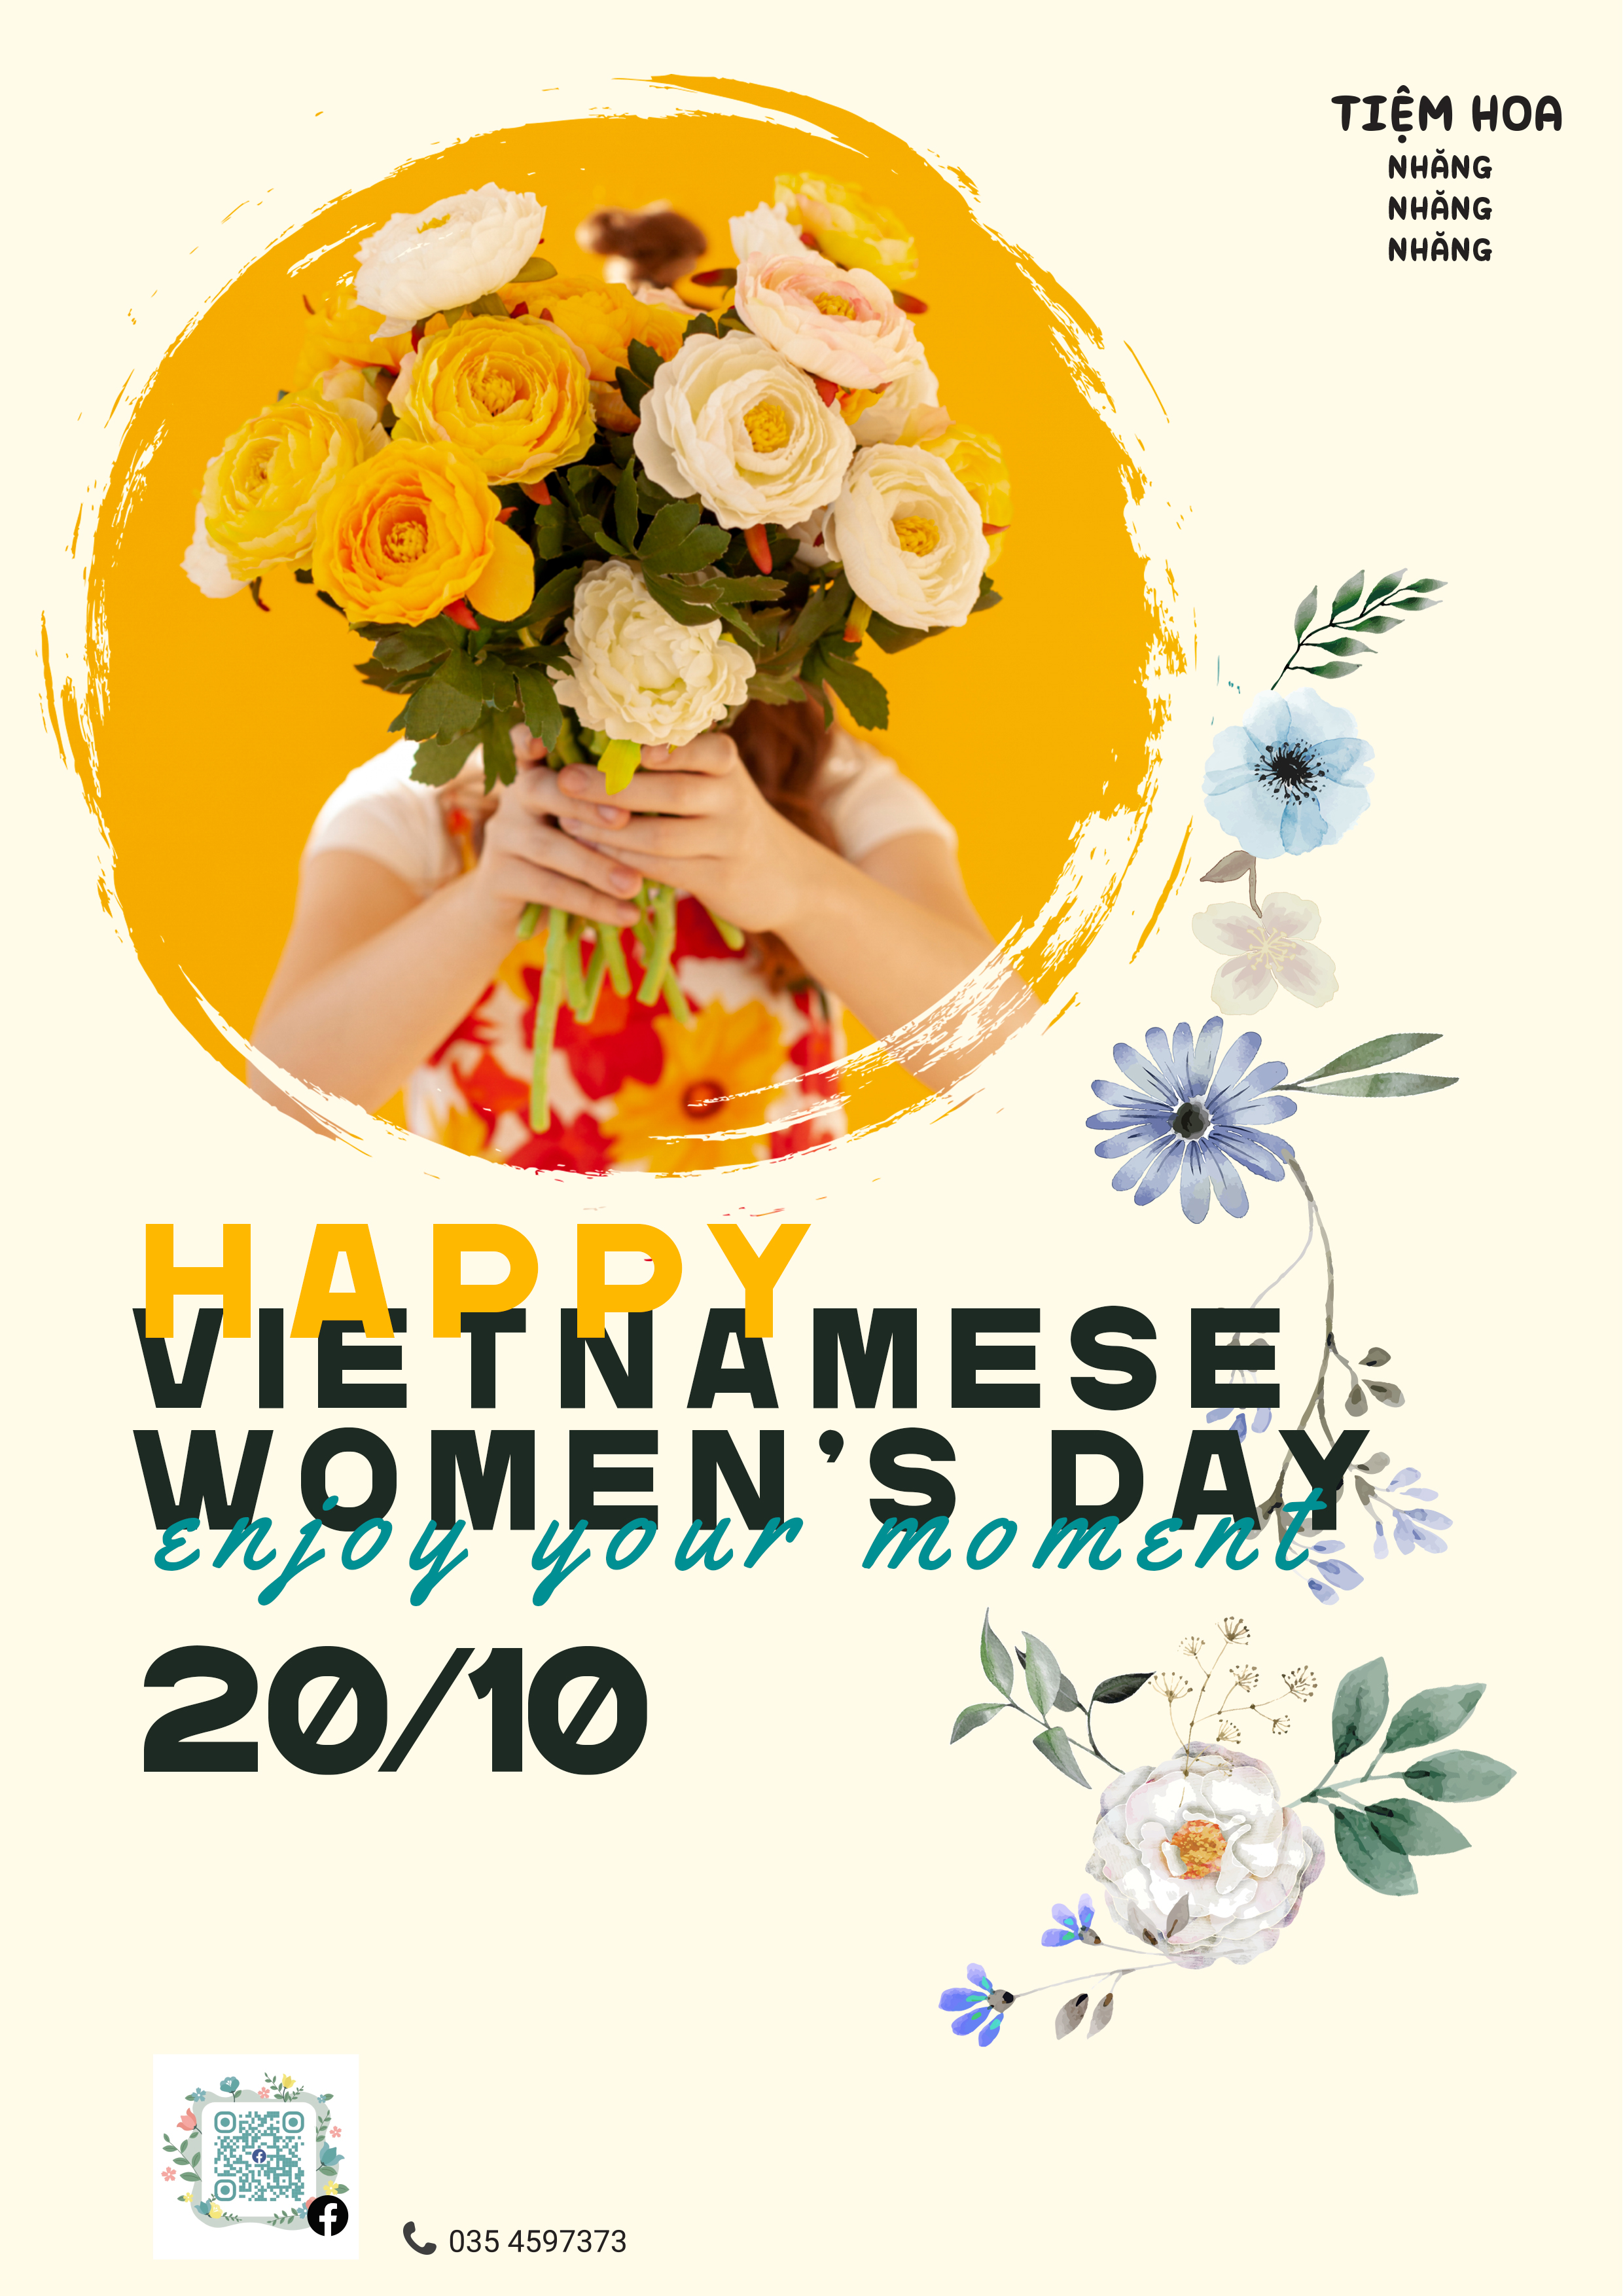 TIỆM HOA
NHĂNG
NHĂNG
NHĂNG
HAPPY
VIETNAMESE
WOMEN’S DAY
enjoy your moment
20/10
035 4597373